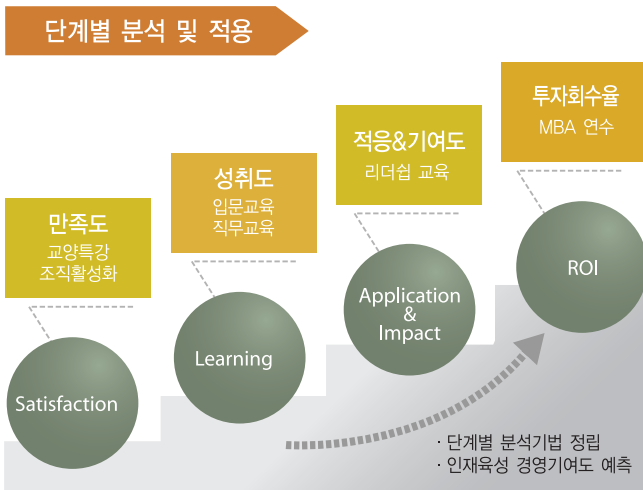 단계별 분석 및 적용
만족도
교양특강
조직활성화
Satisfaction
성취도
입문교육
직무교육
Learning
적응&기여도
리더쉽 교육
Application
&
Impact
투자회수율
MBA 연수
ROI
· 단계별 분석기법 정립
· 인재육성 경영기여도 예측